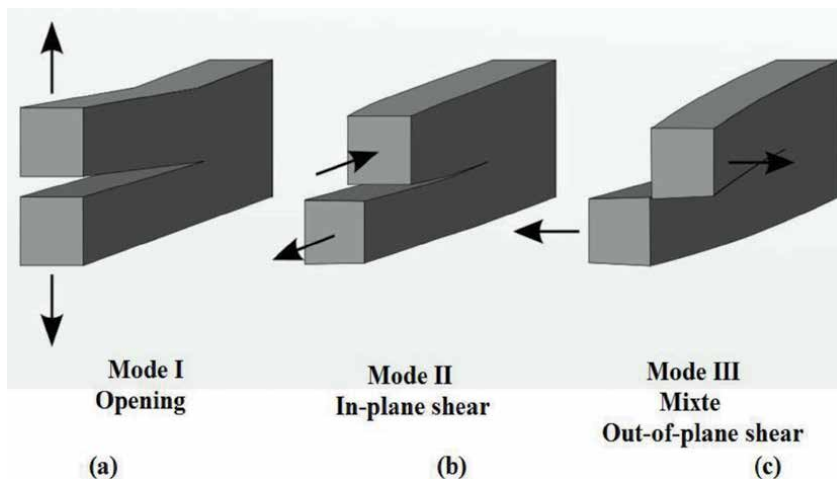 Mode I
Opening
(a)
Mode II
In-plane shear
(b)
Mode III
Mixte
Out-of-plane shear
(c)